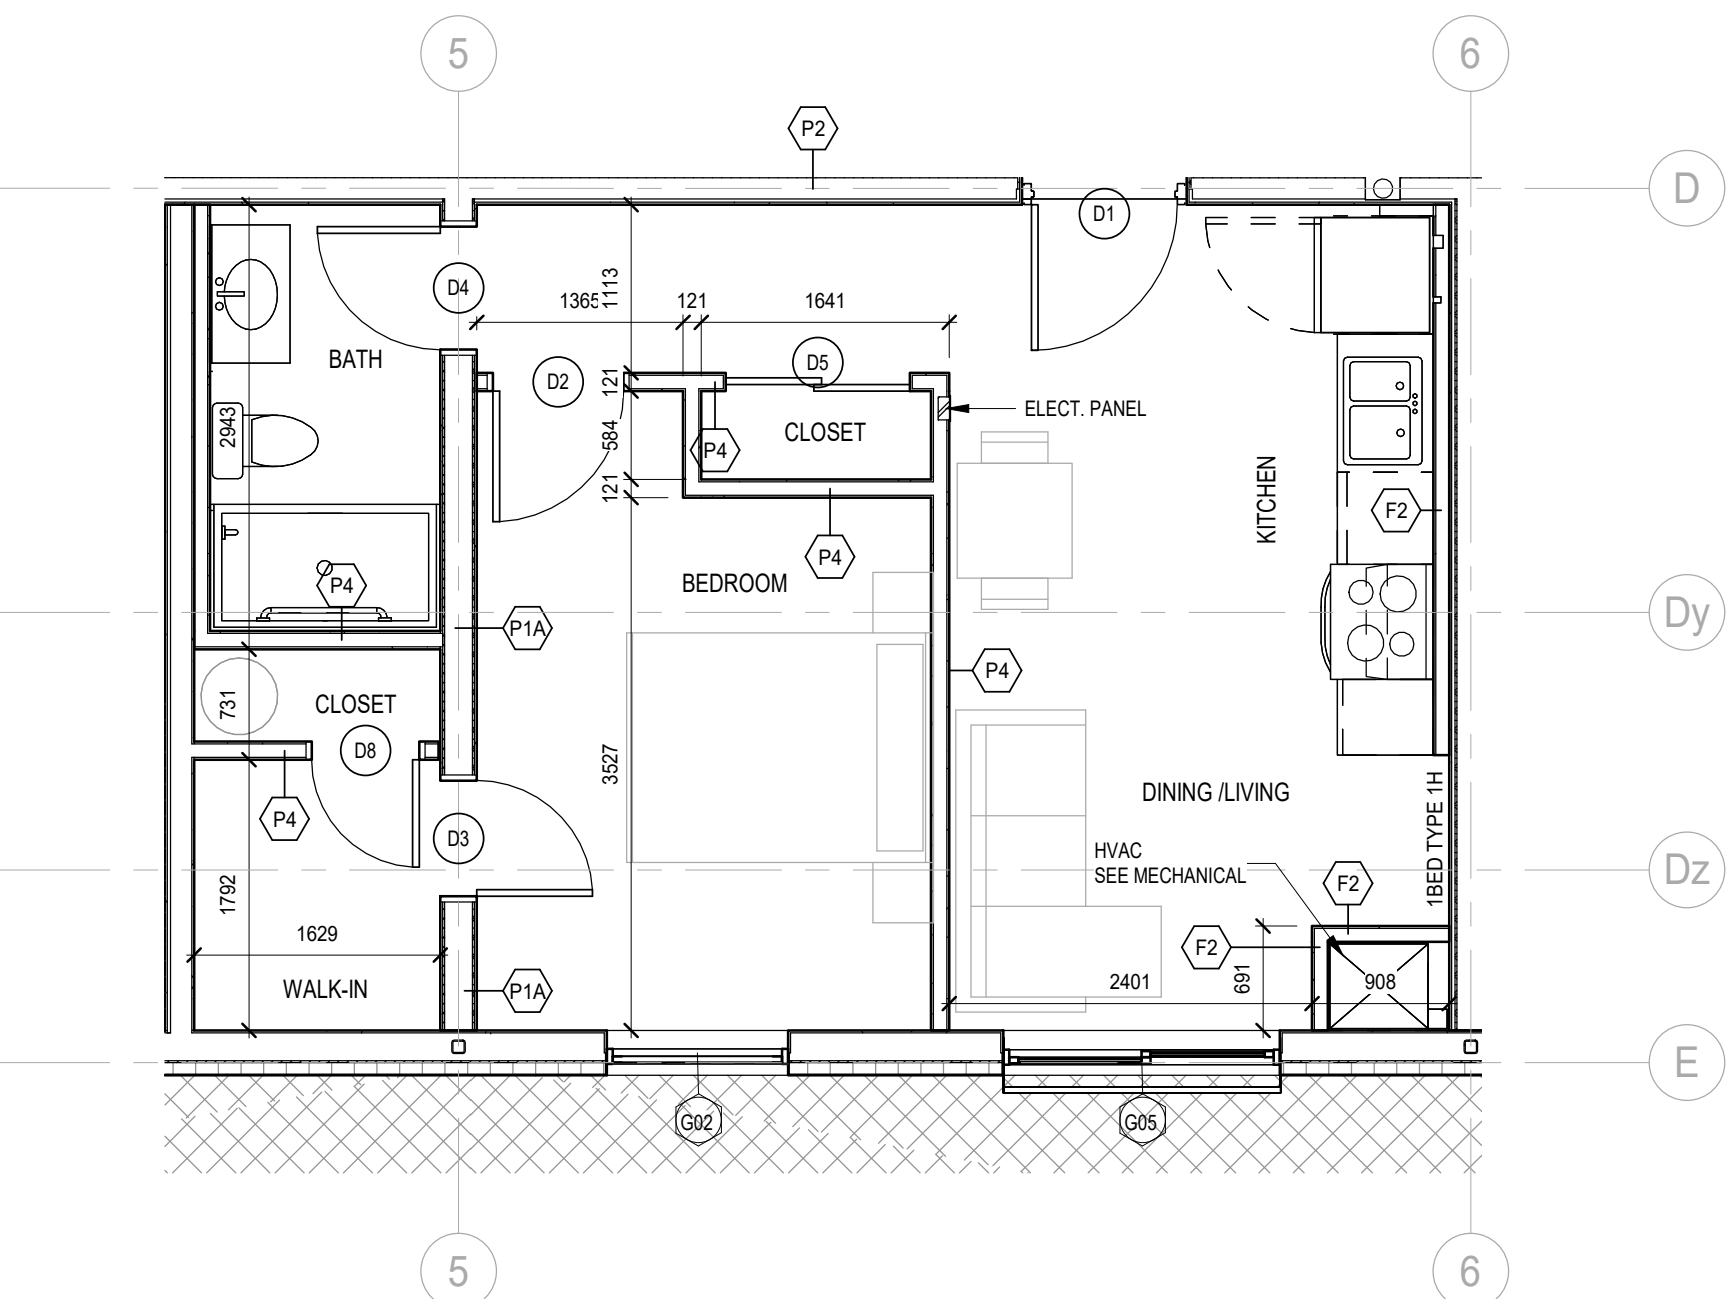 5
6
P2
D
D1
D4
1113
1365
121
1641
BATH
D2
D5
121
ELECT. PANEL
2943
584
P4
CLOSET
KITCHEN
121
F2
P4
BEDROOM
P4
P1A
Dy
P4
CLOSET
731
D8
3527
DINING /LIVING
P4
D3
1BED TYPE 1H
HVAC
SEE MECHANICAL
Dz
F2
1792
1629
F2
WALK-IN
P1A
2401
691
908
E
G02
G05
5
6